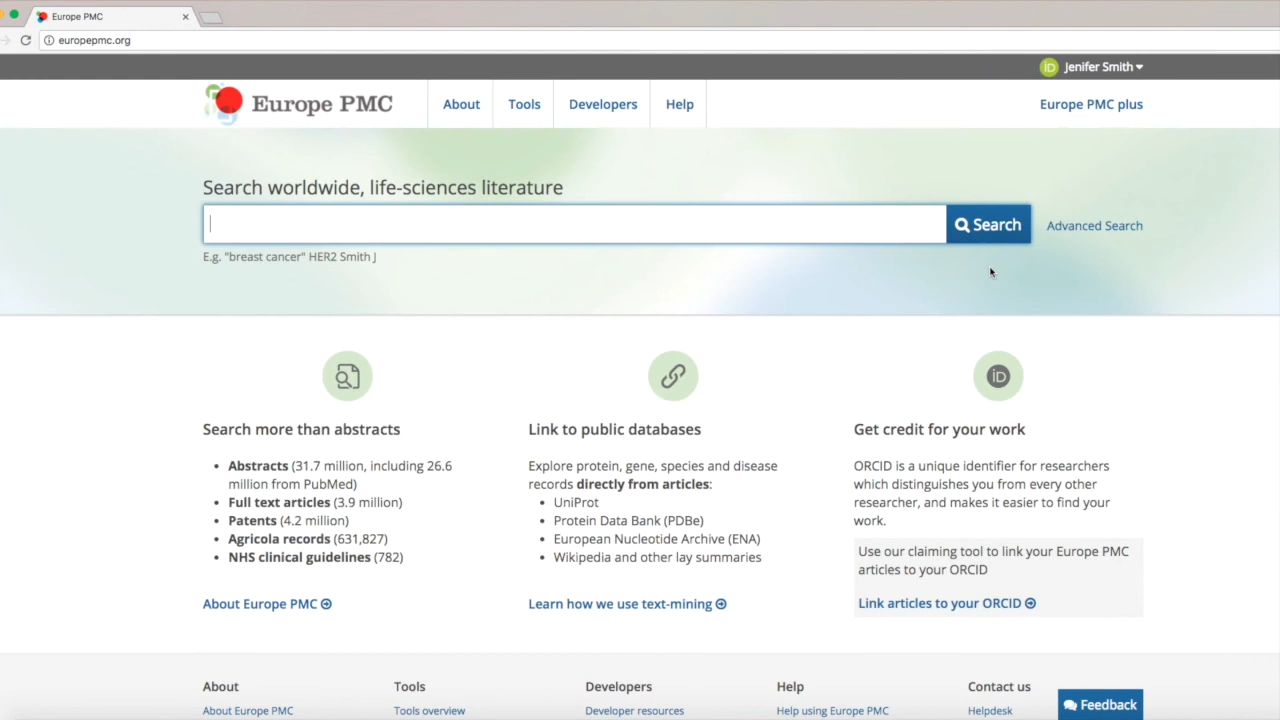 Europe PMC
europepmc.org
iD Jenifer Smith
Europe PMC
About
Tools
Developers
Help
Europe PMC plus
Search worldwide, life-sciences literature
Search
Advanced Search
E.g. "breast cancer" HER2 Smith J
iD
Search more than abstracts
Abstracts (31.7 million, including 26.6
million from PubMed)
Full text articles (3.9 million)
Patents (4.2 million)
Agricola records (631,827)
NHS clinical guidelines (782)
About Europe PMC
Link to public databases
Explore protein, gene, species and disease
records directly from articles:
UniProt
Protein Data Bank (PDBe)
European Nucleotide Archive (ENA)
Wikipedia and other lay summaries
Learn how we use text-mining
Get credit for your work
ORCID is a unique identifier for researchers
which distinguishes you from every other
researcher, and makes it easier to find your
work.
Use our claiming tool to link your Europe PMC
articles to your ORCID
Link articles to your ORCID
About
About Europe PMC
Tools
Tools overview
Developers
Developer resources
Help
Help using Europe PMC
Contact us
Helpdesk
Feedback